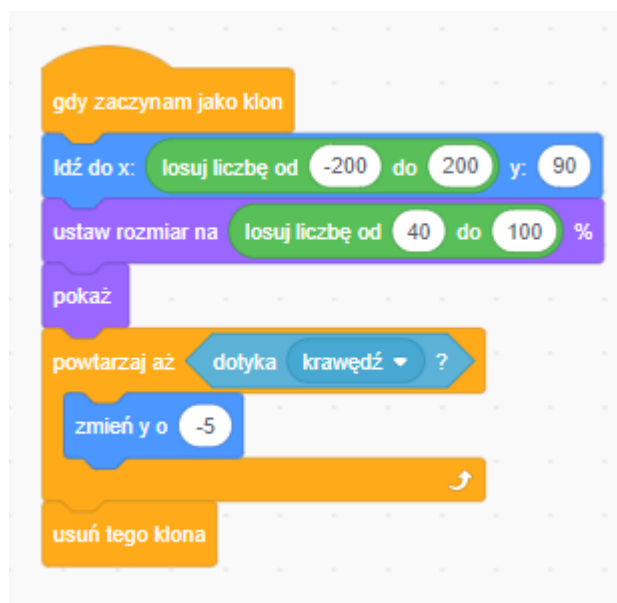 gdy zaczynam jako klon
Idź do x: losuj liczbę od -200 do 200 y: 90
ustaw rozmiar na losuj liczbę od 40 do 100 %
pokaż
powtarzaj aż dotyka krawędź ?
zmień y o -5
usuń tego klona